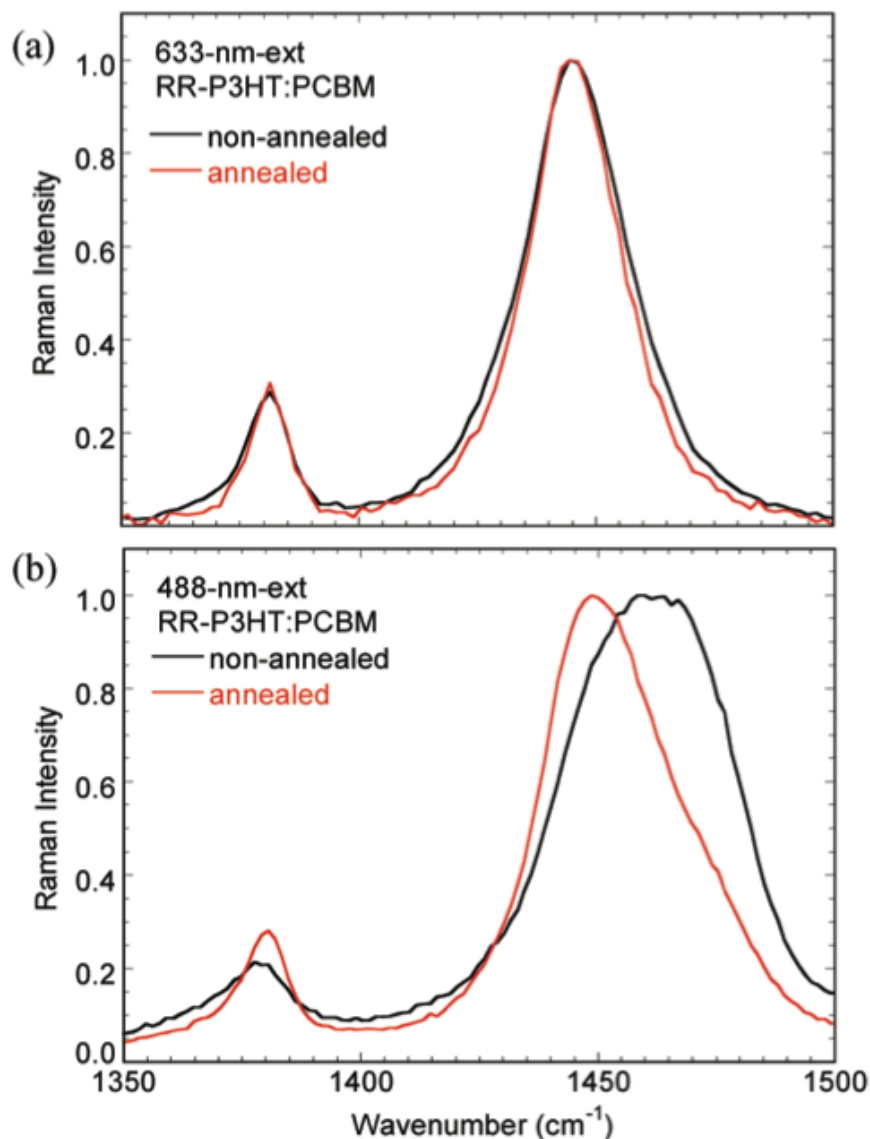 (a)
633-nm-ext
RR-P3HT:PCBM
non-annealed
annealed
1.0
0.8
0.6
0.4
0.2
Raman Intensity
(b)
488-nm-ext
RR-P3HT:PCBM
non-annealed
annealed
1.0
0.8
0.6
0.4
0.2
0.0
Raman Intensity
1350 1400 1450 1500
Wavenumber (cm⁻¹)